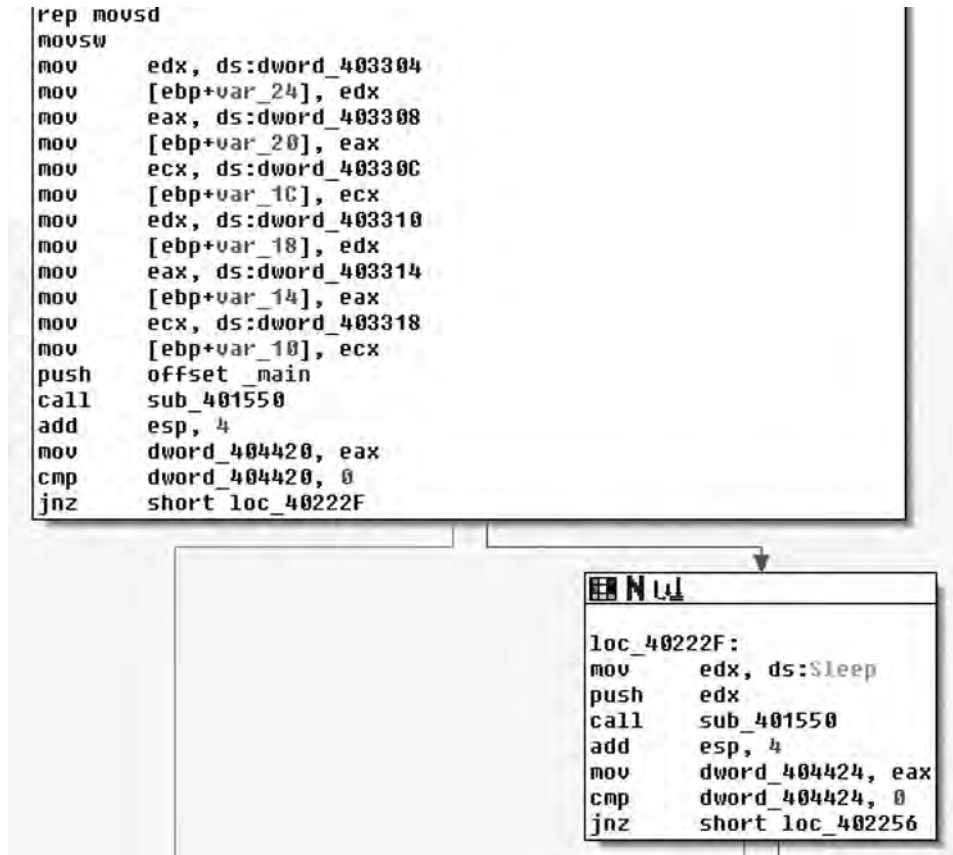 rep movsd
movsw
mov edx, ds:dword_403304
mov [ebp+var_24], edx
mov eax, ds:dword_403308
mov [ebp+var_20], eax
mov ecx, ds:dword_40330C
mov [ebp+var_1C], ecx
mov edx, ds:dword_403310
mov [ebp+var_18], edx
mov eax, ds:dword_403314
mov [ebp+var_14], eax
mov ecx, ds:dword_403318
mov [ebp+var_10], ecx
push offset _main
call sub_401550
add esp, 4
mov dword_404420, eax
cmp dword_404420, 0
jnz short loc_40222F
loc_40222F:
mov edx, ds:Sleep
push edx
call sub_401550
add esp, 4
mov dword_404424, eax
cmp dword_404424, 0
jnz short loc_402256